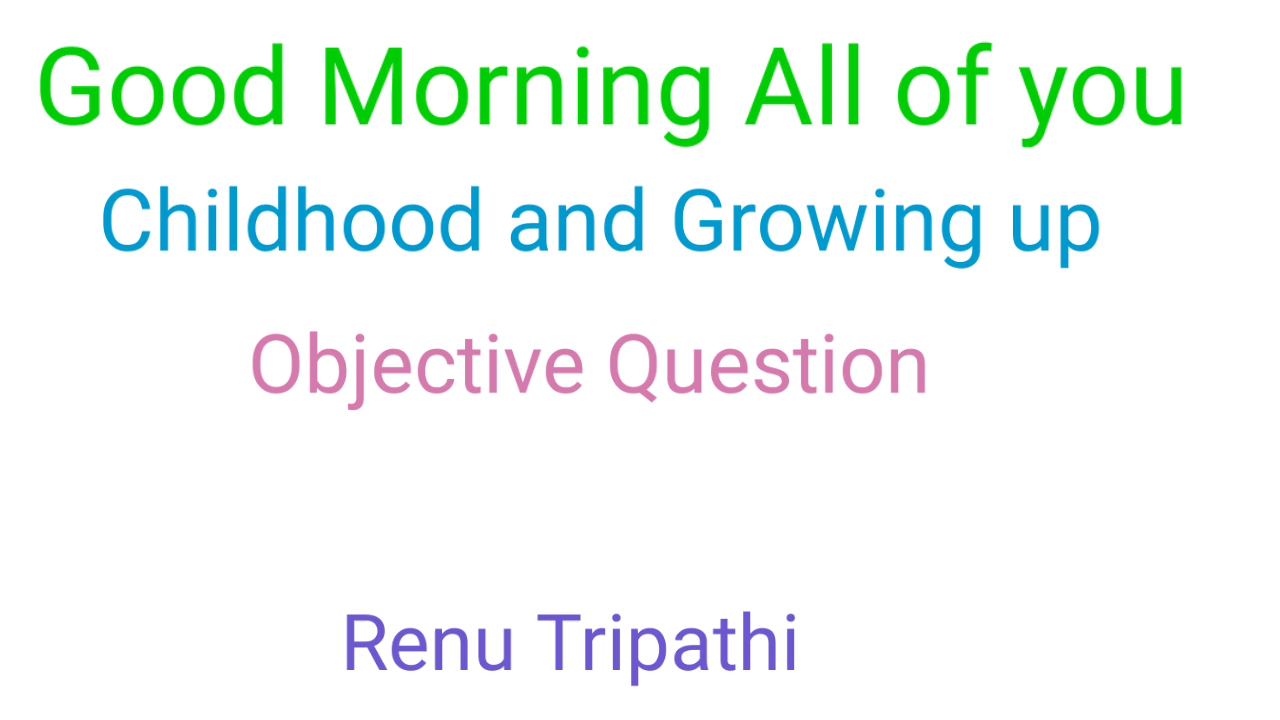 Good Morning All of you
Childhood and Growing up
Objective Question
Renu Tripathi